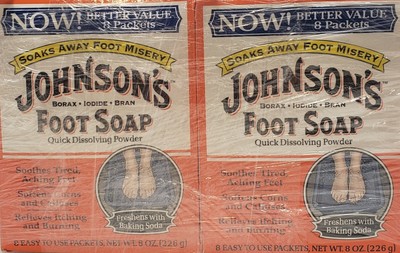 NOW! BETTER VALUE
8 Packets
SOAKS AWAY FOOT MISERY
JOHNSON'S
BORAX • IODIDE • BRAN
FOOT SOAP
Quick Dissolving Powder
Soothes Tired,
Aching Feet
Softens Corns
and Calluses
Relieves Itching
and Burning
Freshens with
Baking Soda
8 EASY TO USE PACKETS, NET WT. 8 OZ. (226 g)
NOW! BETTER VALUE
8 Packets
SOAKS AWAY FOOT MISERY
JOHNSON'S
BORAX • IODIDE • BRAN
FOOT SOAP
Quick Dissolving Powder
Soothes Tired,
Aching Feet
Softens Corns
and Calluses
Relieves Itching
and Burning
Freshens with
Baking Soda
8 EASY TO USE PACKETS, NET WT. 8 OZ. (226 g)